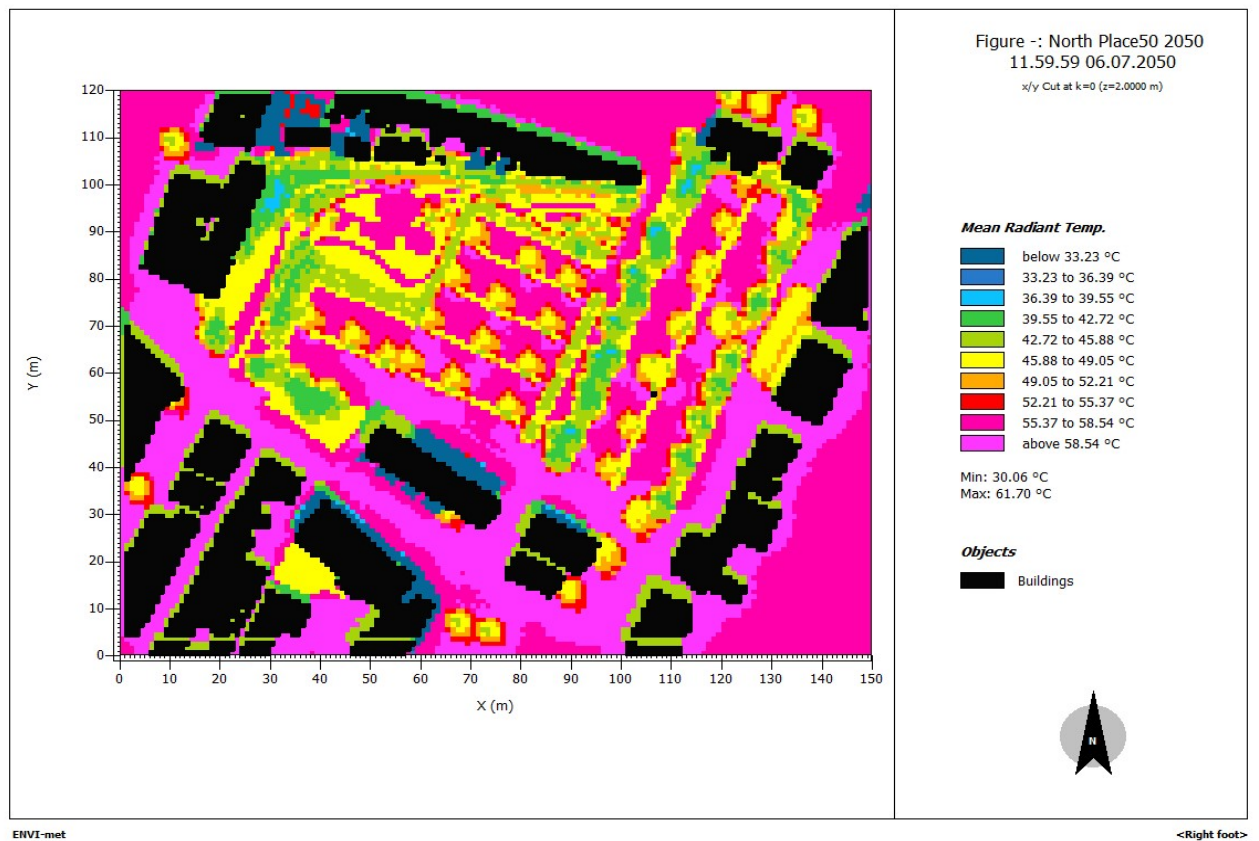 Figure -: North Place50 2050
11.59.59 06.07.2050
x/y Cut at k=0 (z=2.0000 m)
120
110
100
90
80
70
60
50
40
30
20
10
0
Y (m)
0 10 20 30 40 50 60 70 80 90 100 110 120 130 140 150
X (m)
Mean Radiant Temp.
below 33.23 °C
33.23 to 36.39 °C
36.39 to 39.55 °C
39.55 to 42.72 °C
42.72 to 45.88 °C
45.88 to 49.05 °C
49.05 to 52.21 °C
52.21 to 55.37 °C
55.37 to 58.54 °C
above 58.54 °C
Min: 30.06 °C
Max: 61.70 °C
Objects
Buildings
N
ENVI-met
<Right foot>